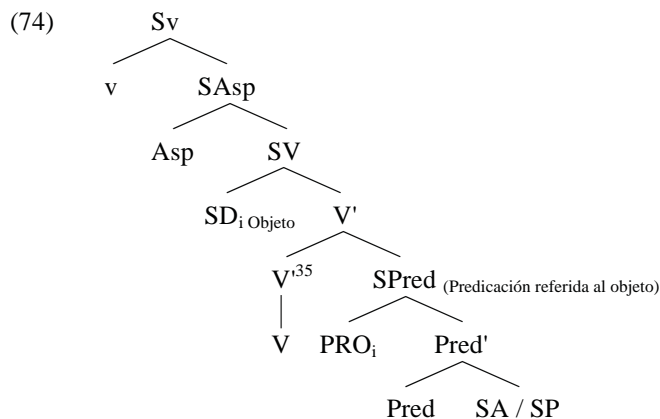 (74) Sv
v SAsp
Asp SV
SDi Objeto V'
V'35 SPred (Predicación referida al objeto)
V PROi Pred'
Pred SA / SP